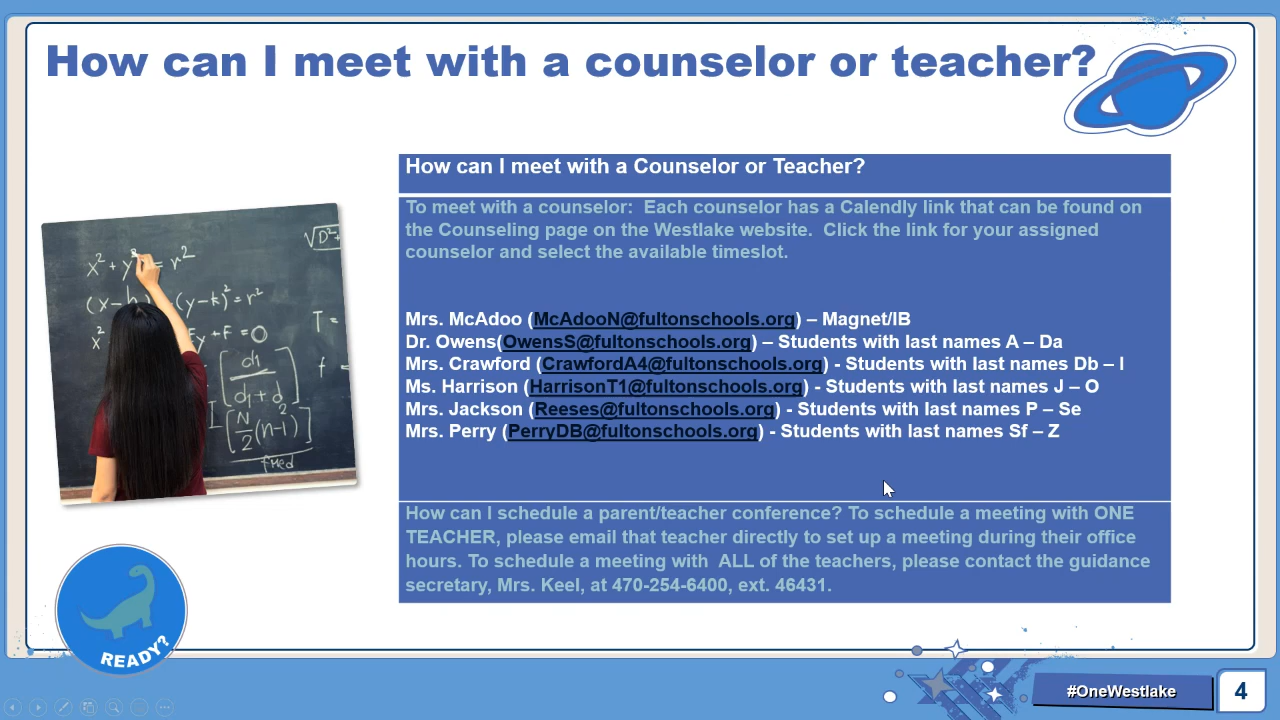 How can I meet with a counselor or teacher?
How can I meet with a Counselor or Teacher?
To meet with a counselor:  Each counselor has a Calendly link that can be found on
the Counseling page on the Westlake website.  Click the link for your assigned
counselor and select the available timeslot.
Mrs. McAdoo (McAdooN@fultonschools.org) – Magnet/IB
Dr. Owens(OwensS@fultonschools.org) – Students with last names A – Da
Mrs. Crawford (CrawfordA4@fultonschools.org) - Students with last names Db – I
Ms. Harrison (HarrisonT1@fultonschools.org) - Students with last names J – O
Mrs. Jackson (Reeses@fultonschools.org) - Students with last names P – Se
Mrs. Perry (PerryDB@fultonschools.org) - Students with last names Sf – Z
How can I schedule a parent/teacher conference? To schedule a meeting with ONE
TEACHER, please email that teacher directly to set up a meeting during their office
hours. To schedule a meeting with  ALL of the teachers, please contact the guidance
secretary, Mrs. Keel, at 470-254-6400, ext. 46431.
READY?
#OneWestlake
4